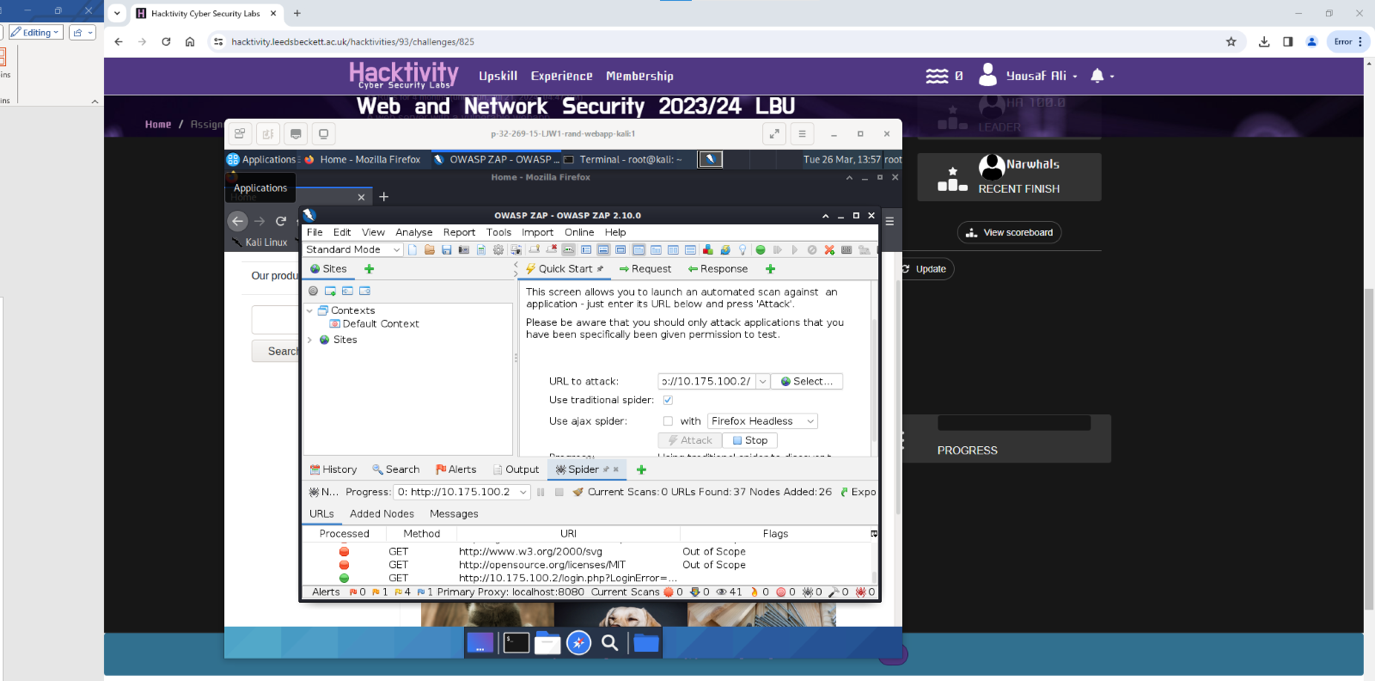 Editing
Hacktivity Cyber Security Labs
hacktivity.leedsbeckett.ac.uk/hacktivities/93/challenges/825
Error
Hacktivity
Cyber Security Labs
Upskill Experience Membership
0 Yousaf Ali
Web and Network Security 2023/24 LBU
Home / Assign
HA 100.0
LEADER
Narwhals
RECENT FINISH
View scoreboard
Update
PROGRESS
p-32-269-15-LJW1-rand-webapp-kali:1
Applications Home - Mozilla Firefox OWASP ZAP - OWASP ... Terminal - root@kali: ~ Tue 26 Mar, 13:57 root
Home - Mozilla Firefox
Applications
Home
Kali Linux
Our produ
Search
OWASP ZAP - OWASP ZAP 2.10.0
File Edit View Analyse Report Tools Import Online Help
Standard Mode
Sites Quick Start Request Response
Contexts
Default Context
Sites
This screen allows you to launch an automated scan against an
application - just enter its URL below and press 'Attack'.
Please be aware that you should only attack applications that you
have been specifically been given permission to test.
URL to attack: p://10.175.100.2/ Select...
Use traditional spider:
Use ajax spider: with Firefox Headless
Attack Stop
Progress: Using traditional spider to discover t
History Search Alerts Output Spider
N... Progress: 0: http://10.175.100.2 Current Scans: 0 URLs Found: 37 Nodes Added: 26 Expo
URLs Added Nodes Messages
Processed Method URI Flags
GET http://www.w3.org/2000/svg Out of Scope
GET http://opensource.org/licenses/MIT Out of Scope
GET http://10.175.100.2/login.php?LoginError=...
Alerts 0 1 4 1 Primary Proxy: localhost:8080 Current Scans 0 0 41 0 0 0 0 0